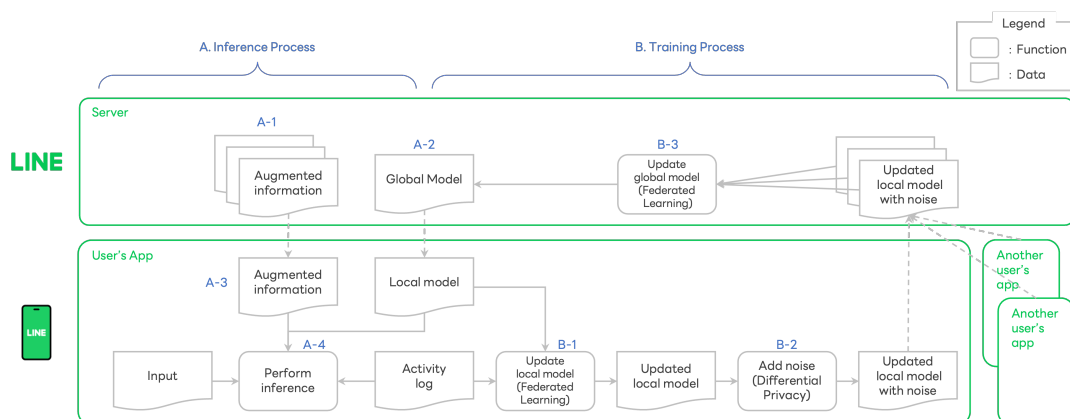 Legend
: Function
: Data
A. Inference Process
B. Training Process
Server
LINE
A-1
Augmented
information
A-2
Global Model
B-3
Update
global model
(Federated
Learning)
Updated
local model
with noise
User's App
A-3
Augmented
information
Local model
Another
user's
app
Another
user's
app
LINE
A-4
B-1
B-2
Input
Perform
inference
Activity
log
Update
local model
(Federated
Learning)
Updated
local model
Add noise
(Differential
Privacy)
Updated
local model
with noise